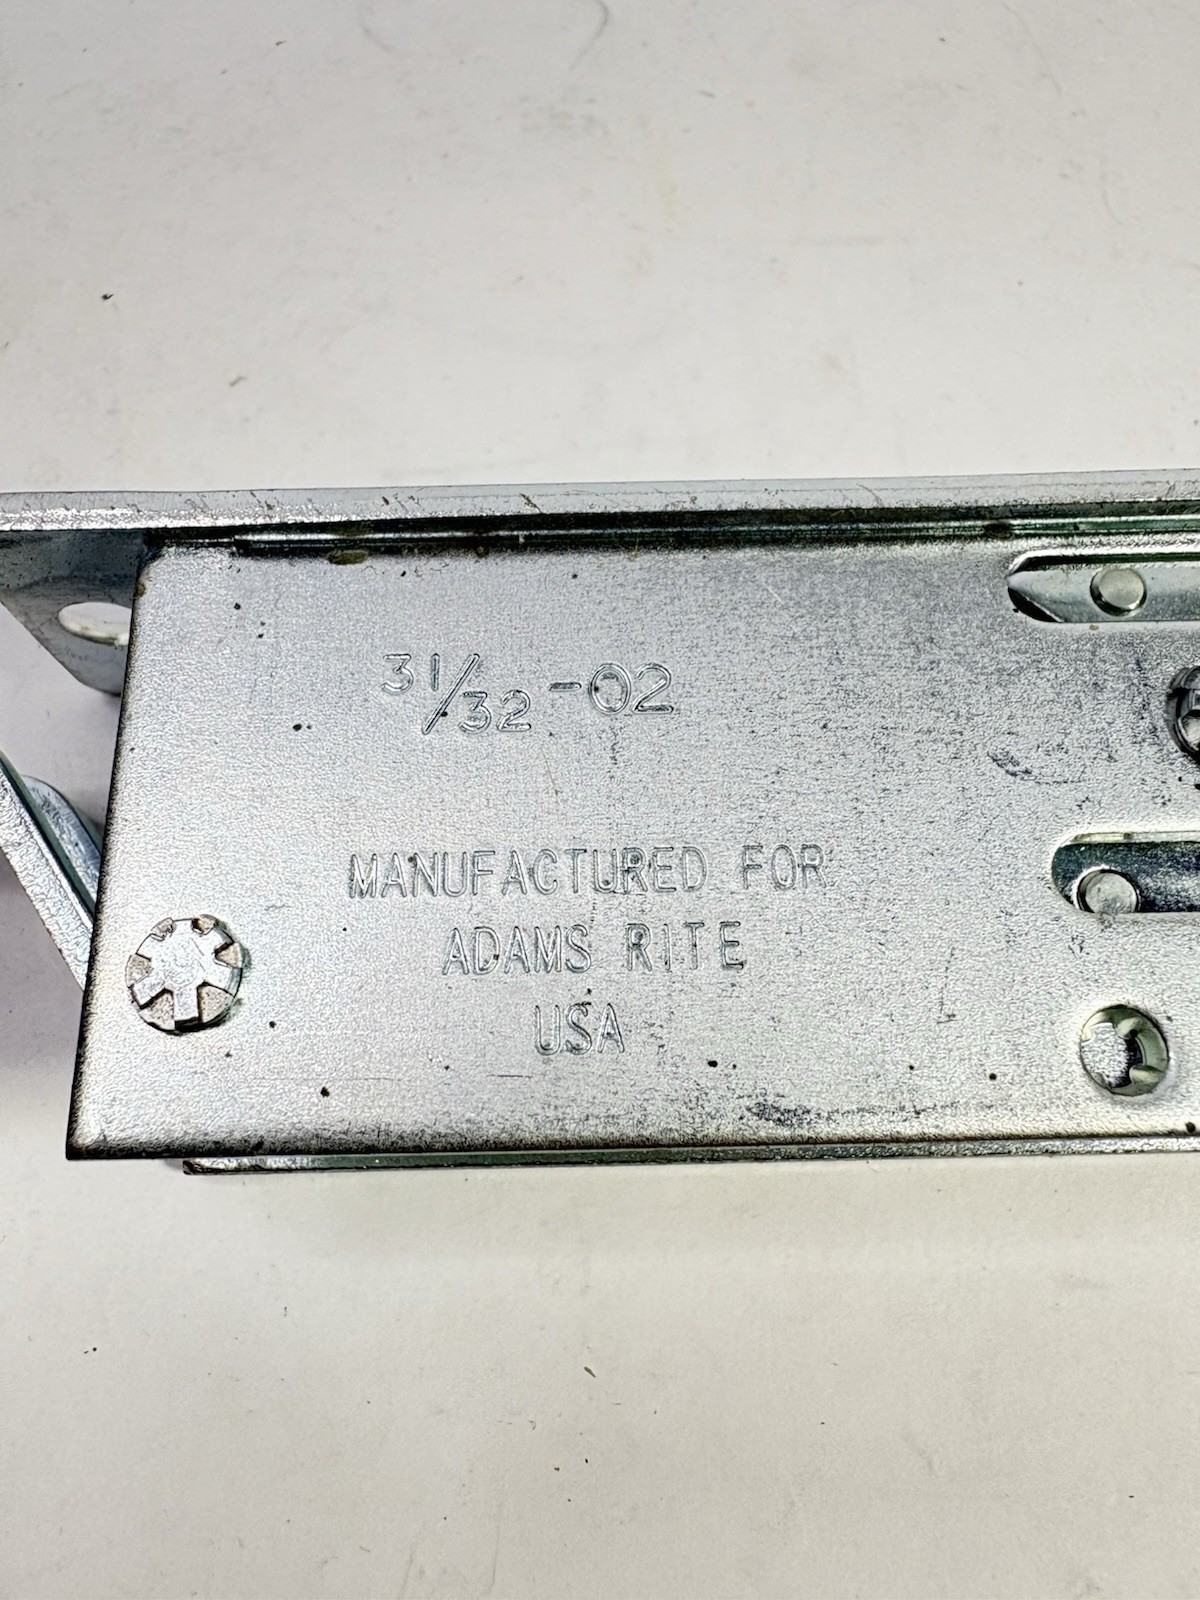 31/32-02
MANUFACTURED FOR
ADAMS RITE
USA